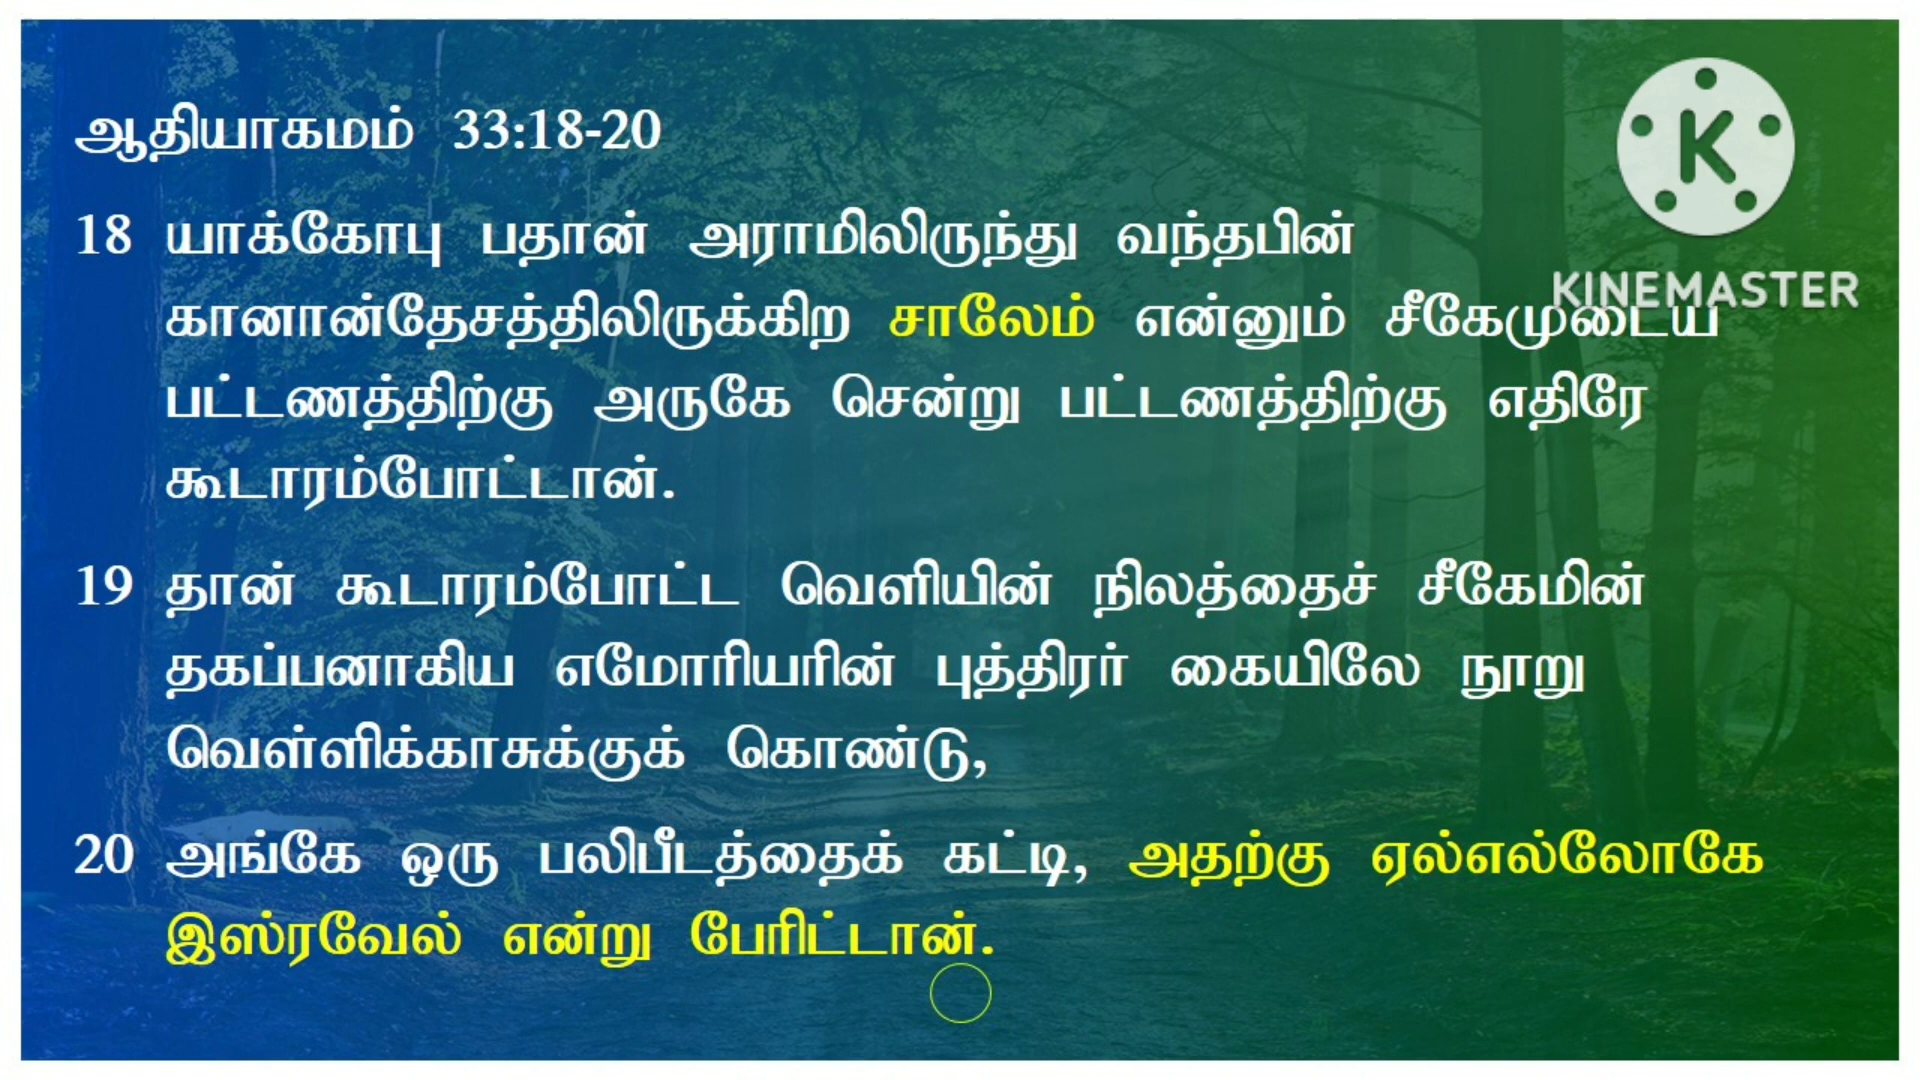 ஆதியாகமம் 33:18-20
K
KINEMASTER
18 யாக்கோபு பதான் அராமிலிருந்து வந்தபின்
கானான்தேசத்திலிருக்கிற சாலேம் என்னும் சீகேமுடைய
பட்டணத்திற்கு அருகே சென்று பட்டணத்திற்கு எதிரே
கூடாரம்போட்டான்.
19 தான் கூடாரம்போட்ட வெளியின் நிலத்தைச் சீகேமின்
தகப்பனாகிய எமோரியரின் புத்திரர் கையிலே நூறு
வெள்ளிக்காசுக்குக் கொண்டு,
20 அங்கே ஒரு பலிபீடத்தைக் கட்டி, அதற்கு ஏல்எல்லோகே
இஸ்ரவேல் என்று பேரிட்டான்.